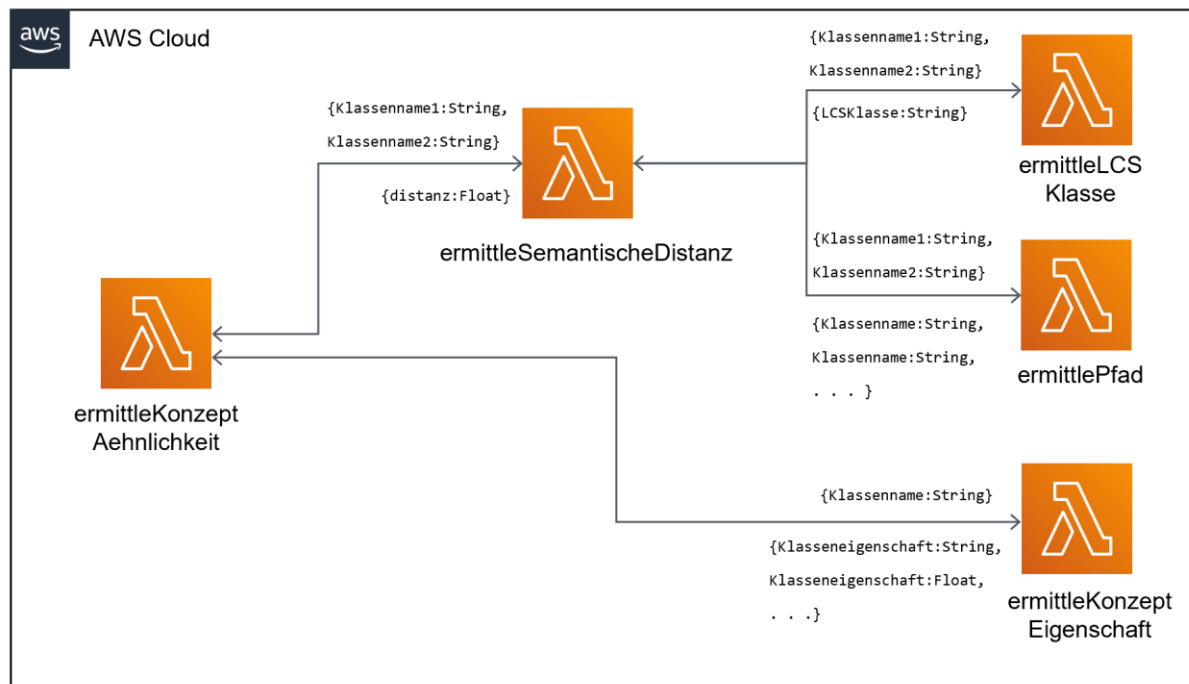 aws
AWS Cloud
{Klassenname1:String,
Klassenname2:String}
{distanz:Float}
ermittleSemantischeDistanz
{Klassenname1:String,
Klassenname2:String}
{LCSKlasse:String}
ermittleLCS
Klasse
{Klassenname1:String,
Klassenname2:String}
{Klassenname:String,
Klassenname:String,
. . . }
ermittlePfad
ermittleKonzept
Aehnlichkeit
{Klassenname:String}
{Klasseneigenschaft:String,
Klasseneigenschaft:Float,
. . .}
ermittleKonzept
Eigenschaft